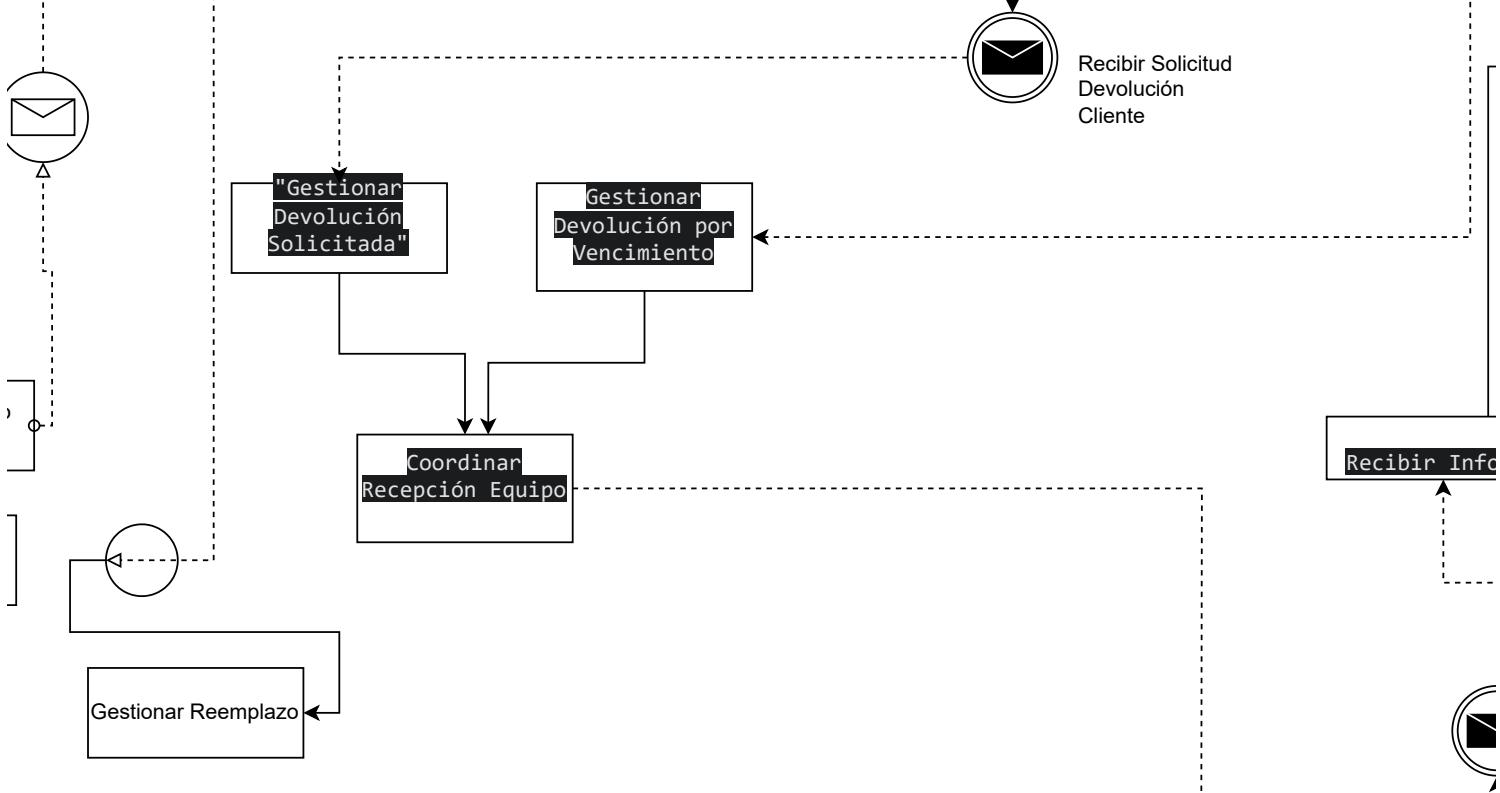 Recibir Solicitud
Devolución
Cliente
"Gestionar
Devolución
Solicitada"
Gestionar
Devolución por
Vencimiento
Coordinar
Recepción Equipo
Recibir Info
Gestionar Reemplazo